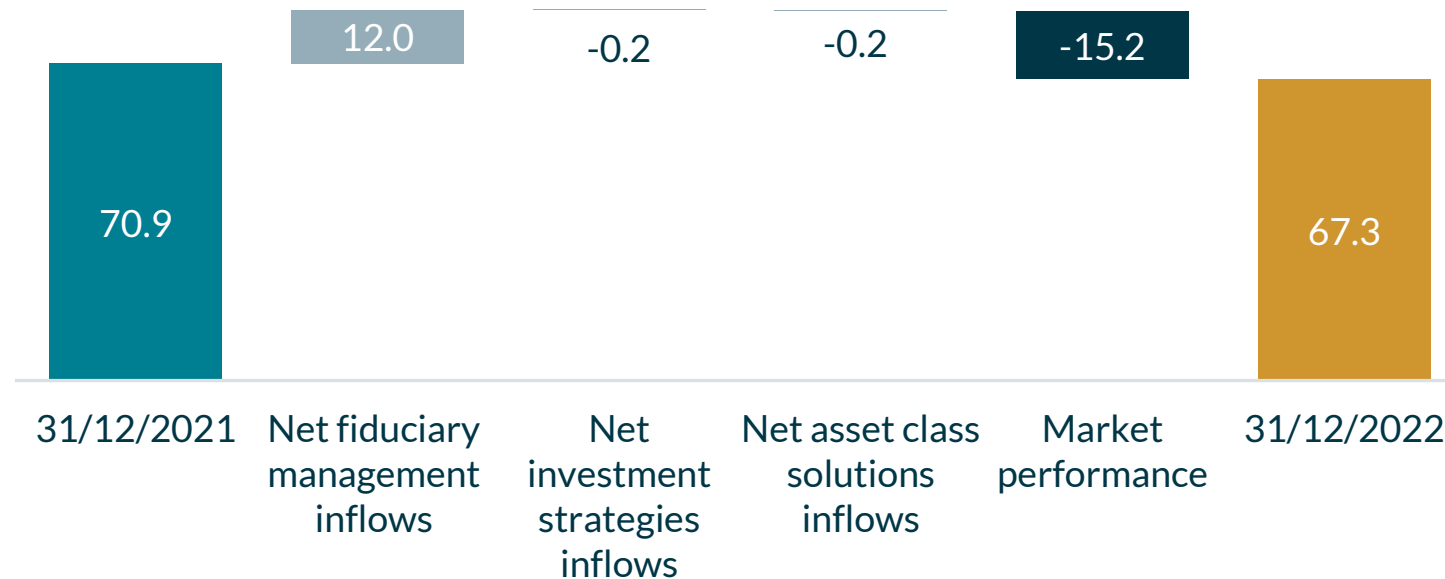 12.0
-0.2
-0.2
-15.2
70.9
67.3
31/12/2021
Net fiduciary
management
inflows
Net
investment
strategies
inflows
Net asset class
solutions
inflows
Market
performance
31/12/2022